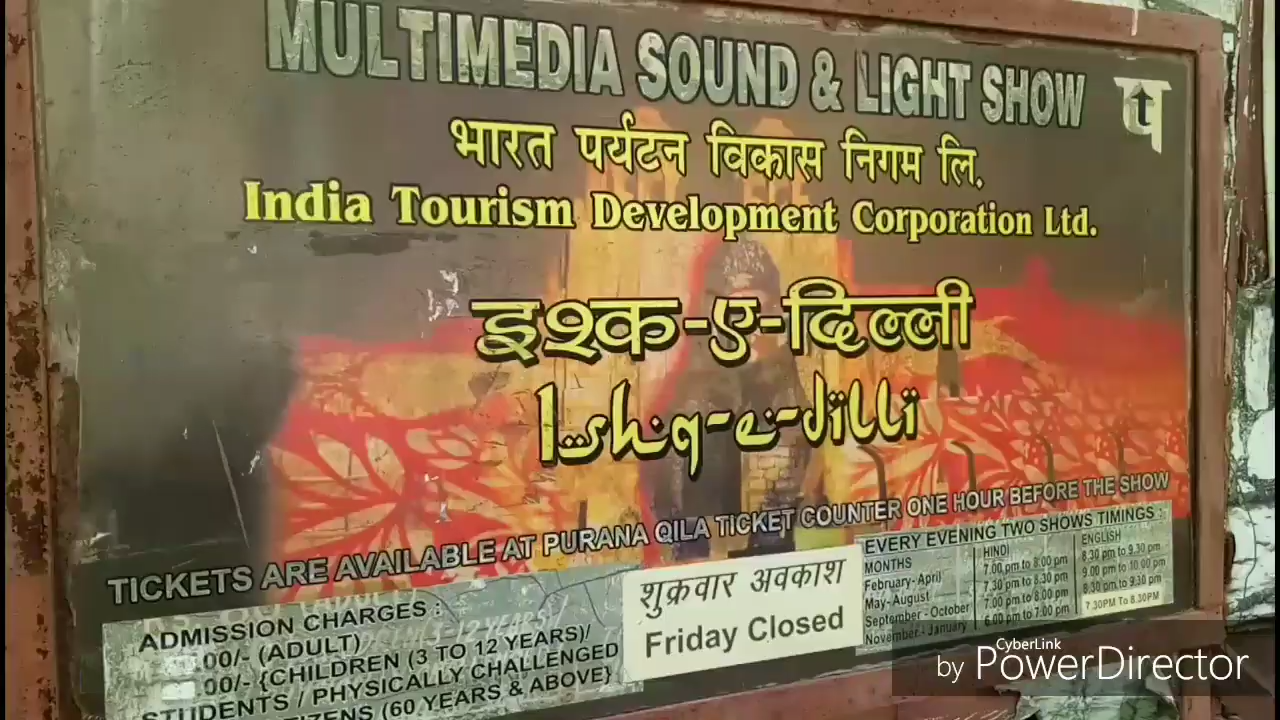 MULTIMEDIA SOUND & LIGHT SHOW
भारत पर्यटन विकास निगम लि.
India Tourism Development Corporation Ltd.
इश्क-ए-दिल्ली
Ishq-e-dilli
TICKETS ARE AVAILABLE AT PURANA QILA TICKET COUNTER ONE HOUR BEFORE THE SHOW
ADMISSION CHARGES :
.00/- (ADULT)
.00/- {CHILDREN (3 TO 12 YEARS)/
STUDENTS / PHYSICALLY CHALLENGED
(60 YEARS & ABOVE}
शुक्रवार अवकाश
Friday Closed
EVERY EVENING TWO SHOWS TIMINGS :
MONTHS HINDI ENGLISH
February-April 7.00 pm to 8:00 pm 8.30 pm to 9.30 pm
May-August 7.30 pm to 8.30 pm 9.00 pm to 10.00 pm
September - October 7.00 pm to 8.00 pm 8.30 pm to 9.30 pm
November - January 6.00 pm to 7.00 pm 7.30PM To 8.30PM
CyberLink
by PowerDirector